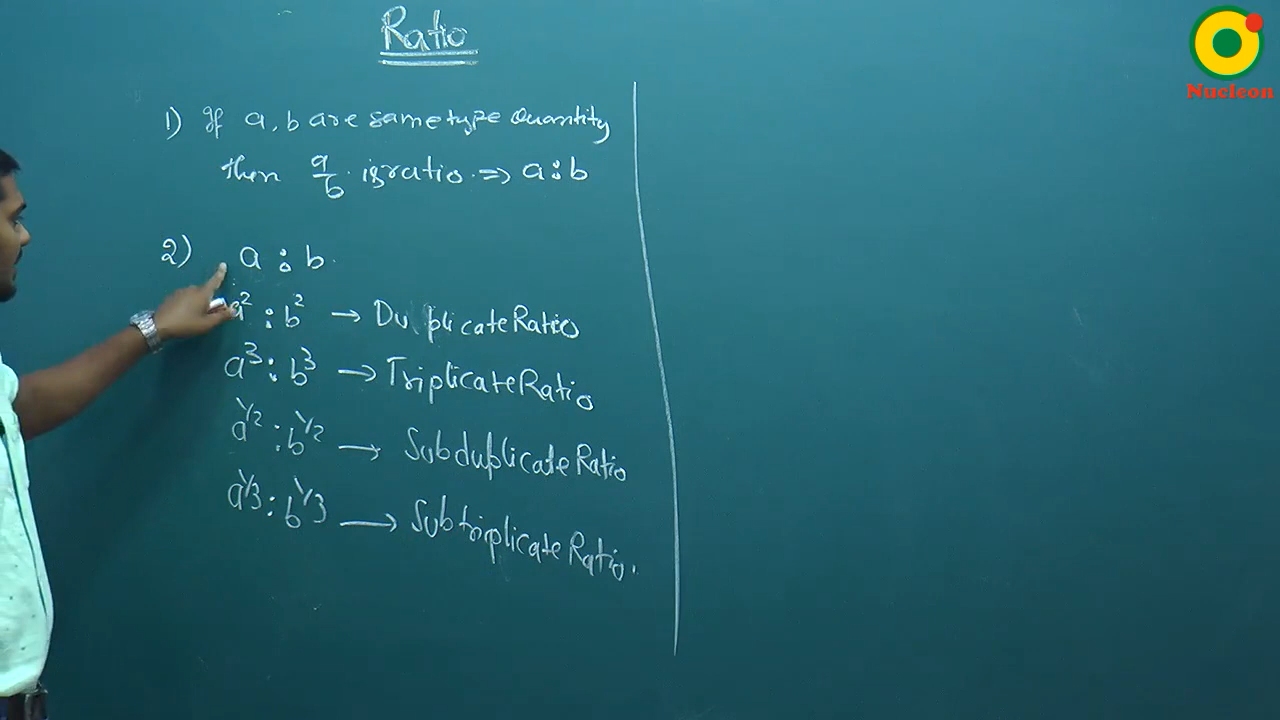 Ratio
1) If a, b are same type Quantity
then a/b is ratio ⇒ a : b
2) a : b
a² : b² → Duplicate Ratio
a³ : b³ → Triplicate Ratio
a^1/2 : b^1/2 → Subduplicate Ratio
a^1/3 : b^1/3 → Subtriplicate Ratio.
Nucleon